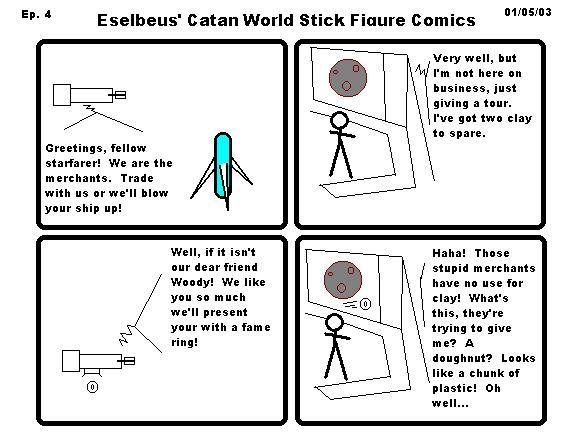 Ep. 4
Eselbeus' Catan World Stick Figure Comics
01/05/03
Greetings, fellow
starfarer! We are the
merchants. Trade
with us or we'll blow
your ship up!
Very well, but
I'm not here on
business, just
giving a tour.
I've got two clay
to spare.
Well, if it isn't
our dear friend
Woody! We like
you so much
we'll present
your with a fame
ring!
Haha! Those
stupid merchants
have no use for
clay! What's
this, they're
trying to give
me? A
doughnut? Looks
like a chunk of
plastic! Oh
well...